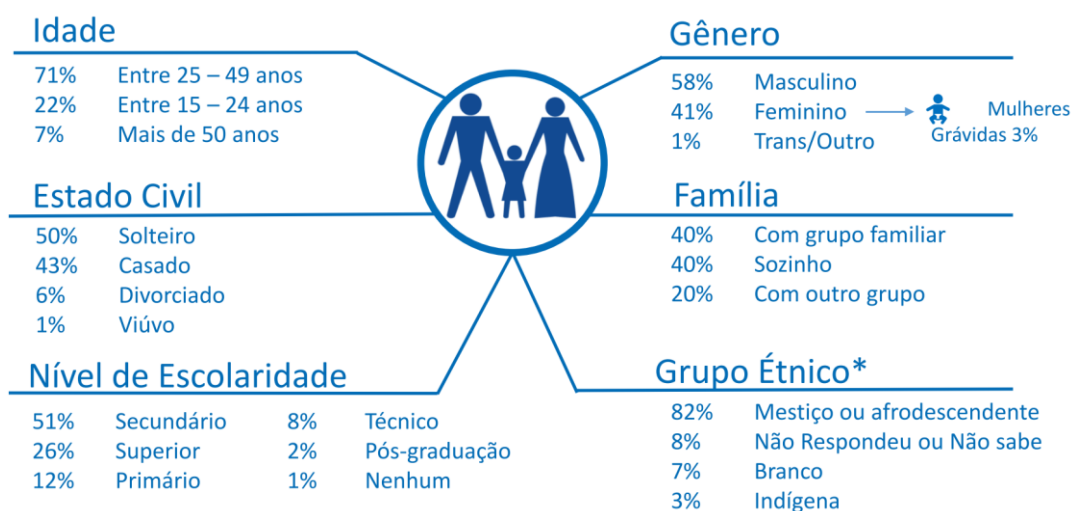 Idade
71% Entre 25 – 49 anos
22% Entre 15 – 24 anos
7% Mais de 50 anos
Gênero
58% Masculino
41% Feminino Mulheres
Grávidas 3%
1% Trans/Outro
Estado Civil
50% Solteiro
43% Casado
6% Divorciado
1% Viúvo
Família
40% Com grupo familiar
40% Sozinho
20% Com outro grupo
Nível de Escolaridade
51% Secundário 8% Técnico
26% Superior 2% Pós-graduação
12% Primário 1% Nenhum
Grupo Étnico*
82% Mestiço ou afrodescendente
8% Não Respondeu ou Não sabe
7% Branco
3% Indígena